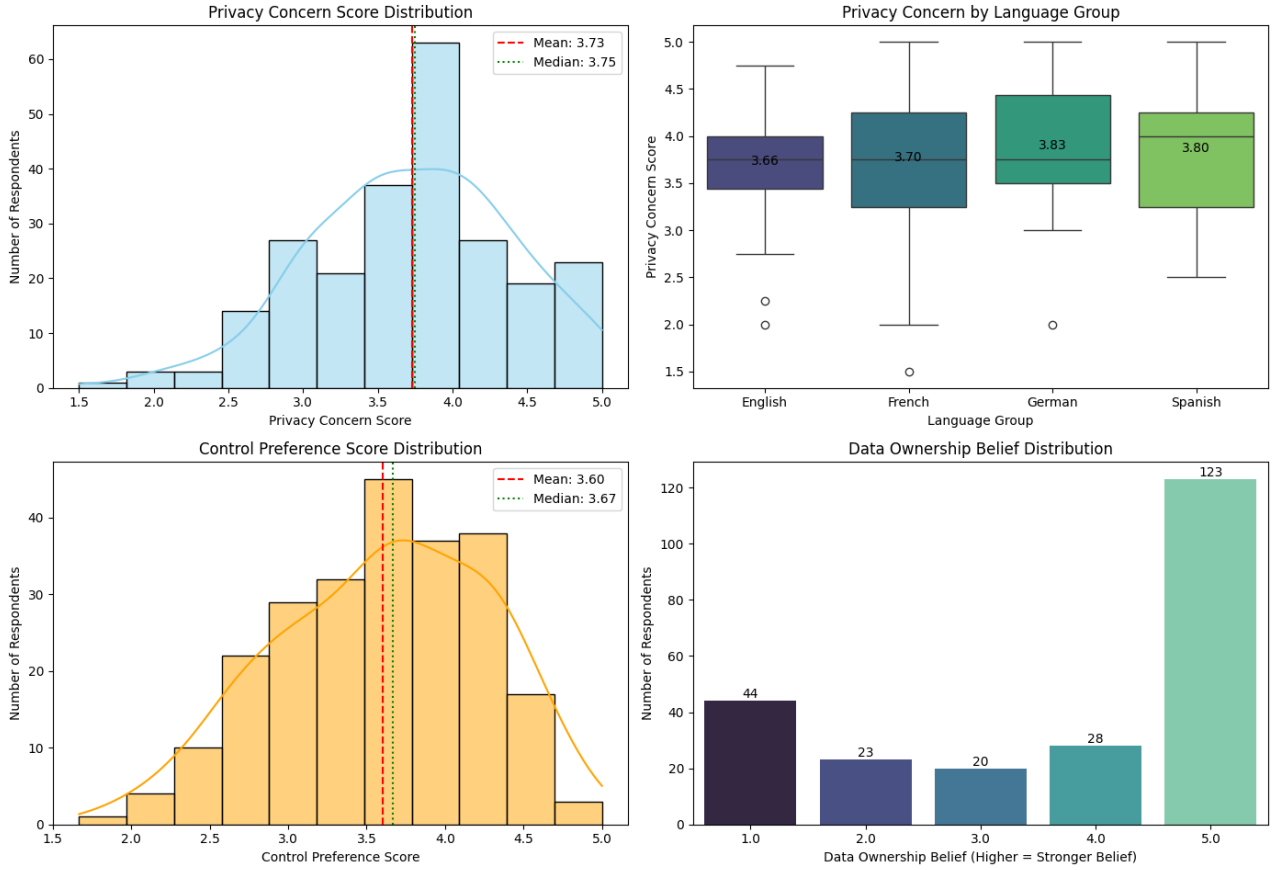 Privacy Concern Score Distribution
Number of Respondents
60
50
40
30
20
10
0
Mean: 3.73
Median: 3.75
1.5 2.0 2.5 3.0 3.5 4.0 4.5 5.0
Privacy Concern Score
Privacy Concern by Language Group
Privacy Concern Score
5.0
4.5
4.0
3.5
3.0
2.5
2.0
1.5
3.66 3.70 3.83 3.80
English French German Spanish
Language Group
Control Preference Score Distribution
Number of Respondents
40
30
20
10
0
Mean: 3.60
Median: 3.67
1.5 2.0 2.5 3.0 3.5 4.0 4.5 5.0
Control Preference Score
Data Ownership Belief Distribution
Number of Respondents
120
100
80
60
40
20
0
44 23 20 28 123
1.0 2.0 3.0 4.0 5.0
Data Ownership Belief (Higher = Stronger Belief)